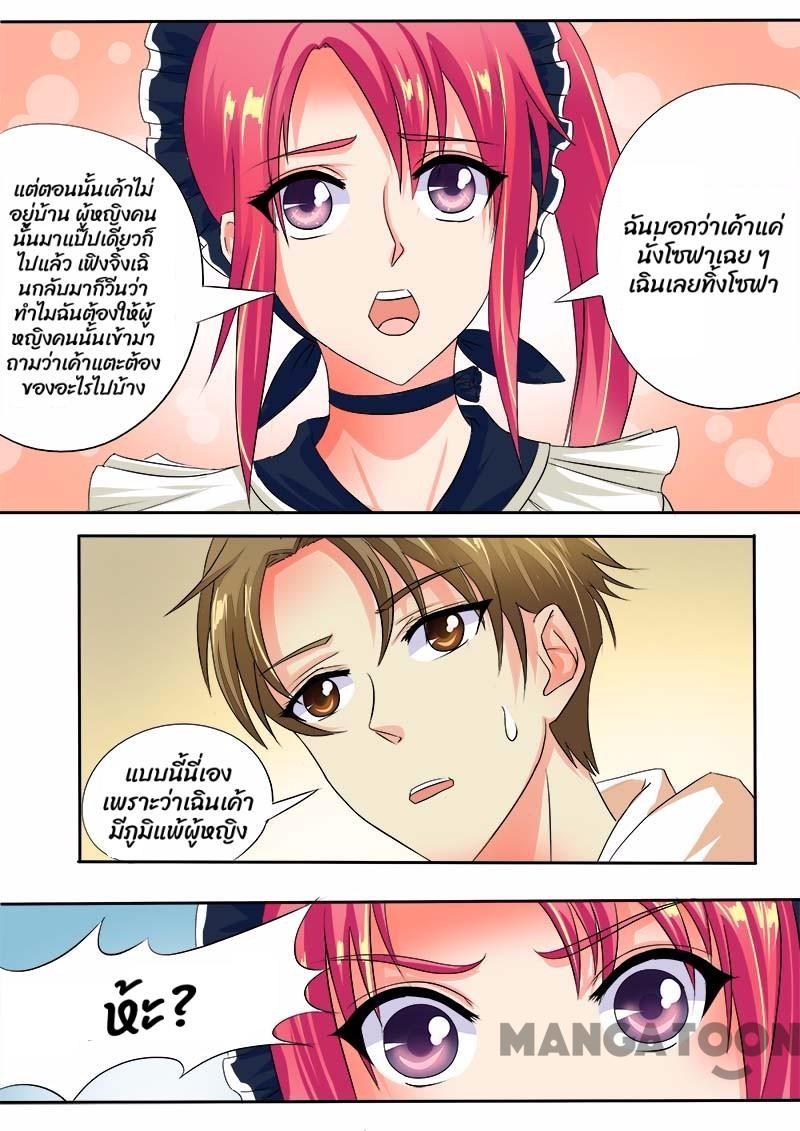 แต่ตอนนั้นเค้าไม่
อยู่บ้าน ผู้หญิงคน
นั้นมาแป๊ปเดียวก็
ไปแล้ว เฟิงจิ้งเฉิ
นกลับมาก็วีนว่า
ทำไมฉันต้องให้ผู้
หญิงคนนั้นเข้ามา
ถามว่าเค้าแตะต้อง
ของอะไรไปบ้าง
ฉันบอกว่าเค้าแค่
นั่งโซฟาเฉย ๆ
เฉินเลยทิ้งโซฟา
แบบนี้นี่เอง
เพราะว่าเฉินเค้า
มีภูมิแพ้ผู้หญิง
ห้ะ?
MANGATOON